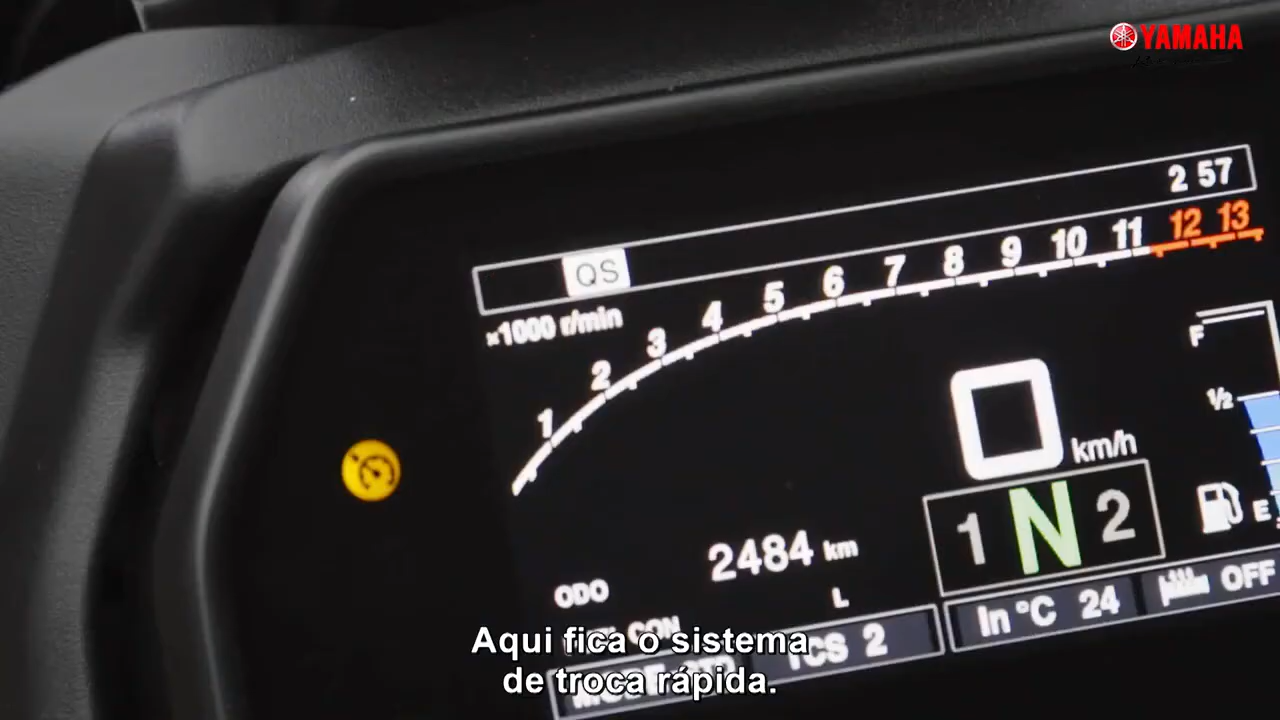 YAMAHA
2 57
QS
×1000 r/min
1 2 3 4 5 6 7 8 9 10 11 12 13
F
½
0 km/h
1 N 2
E
2484 km
ODO
L
In °C 24
OFF
TCS 2
Aqui fica o sistema
de troca rápida.